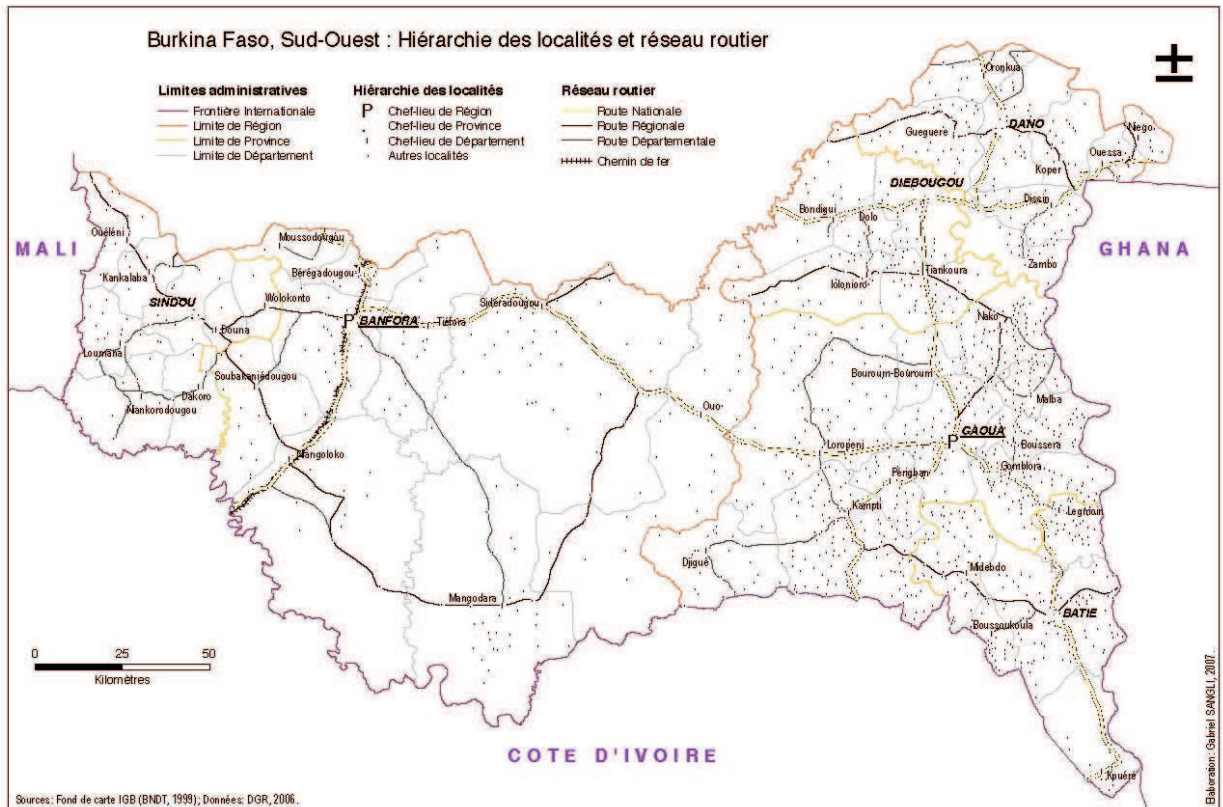 Burkina Faso, Sud-Ouest : Hiérarchie des localités et réseau routier
Limites administratives
Frontière Internationale
Limite de Région
Limite de Province
Limite de Département
Hiérarchie des localités
P Chef-lieu de Région
Chef-lieu de Province
Chef-lieu de Département
Autres localités
Réseau routier
Route Nationale
Route Régionale
Route Départementale
Chemin de fer
±
Oronkua
DANO
Gueguere
Niego
Ouessa
Koper
DIEBOUGOU
Dissin
Bondigui
Dolo
MALI
GHANA
Ouéléni
Moussodougou
Zambo
Kankalaba
Bérégadougou
Tiankoura
Iolonioro
SINDOU
Wolokonto
Sideradougou
P BANFORA
Tiefora
Nako
Douna
Loumana
Soubakaniédougou
Bouroum-Bouroum
Dakoro
Niankorodougou
Malba
Ouo
GAOUA
P
Loropeni
Boussera
Niangoloko
Périgban
Gomblora
Kampti
Legmoin
Djigué
Midebdo
Mangodara
BATIE
Boussoukoula
0 25 50
Kilomètres
COTE D'IVOIRE
Kpuéré
Elaboration : Gabriel SANGLI, 2007.
Sources : Fond de carte IGB (BNDT, 1999) ; Données: DGR, 2006.